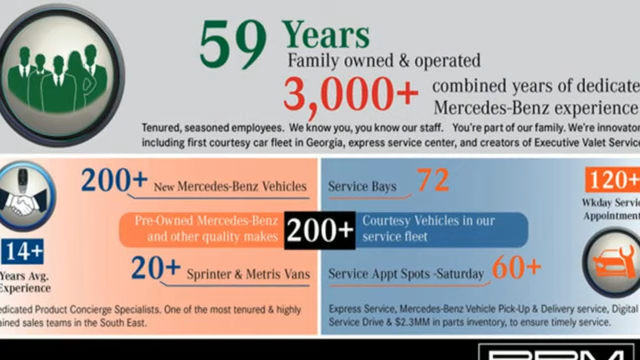 59 Years
Family owned & operated
3,000+ combined years of dedicate
Mercedes-Benz experience
Tenured, seasoned employees. We know you, you know our staff. You're part of our family. We're innovato
including first courtesy car fleet in Georgia, express service center, and creators of Executive Valet Service
200+ New Mercedes-Benz Vehicles
Pre-Owned Mercedes-Benz
and other quality makes
200+
20+ Sprinter & Metris Vans
14+
Years Avg.
Experience
edicated Product Concierge Specialists. One of the most tenured & highly
ained sales teams in the South East.
Service Bays 72
Courtesy Vehicles in our
service fleet
Service Appt Spots -Saturday 60+
120+
Wkday Servic
Appointment
Express Service, Mercedes-Benz Vehicle Pick-Up & Delivery service, Digital
Service Drive & $2.3MM in parts inventory, to ensure timely service.